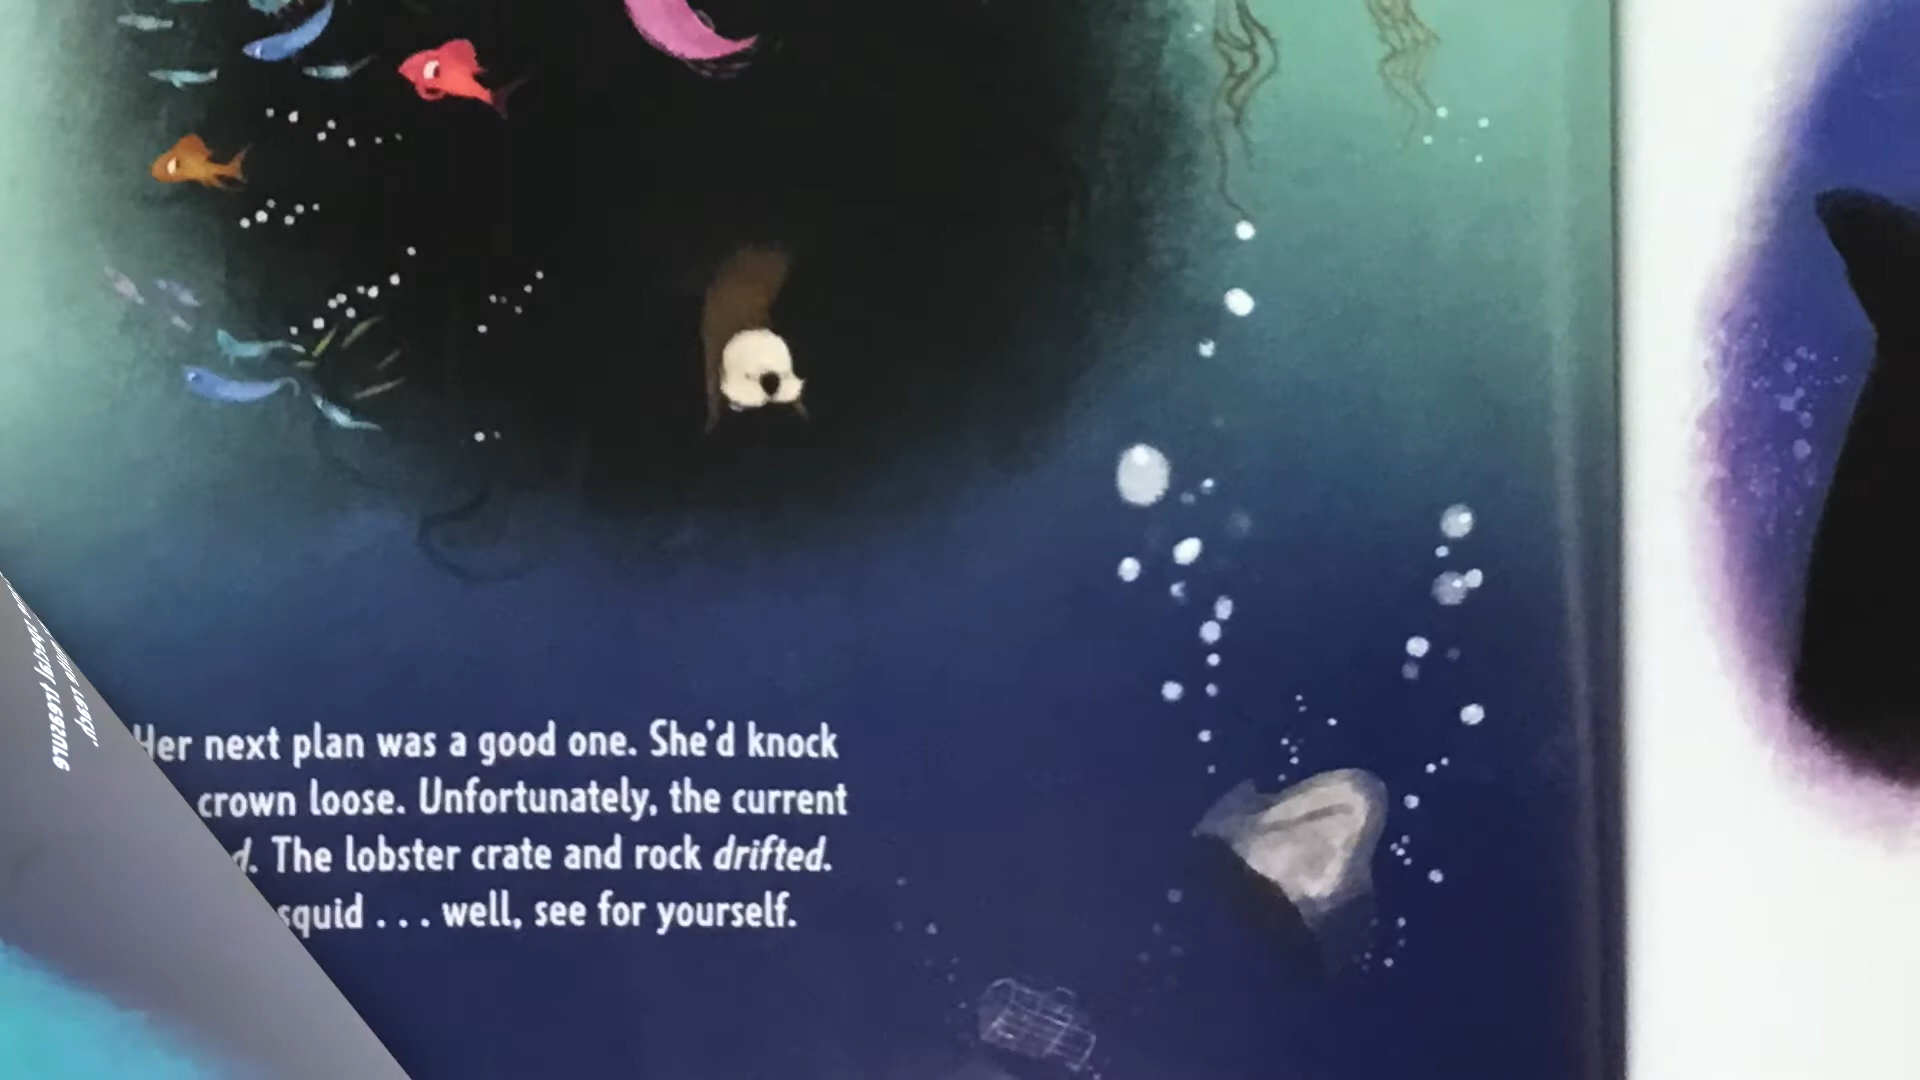 Her next plan was a good one. She'd knock
crown loose. Unfortunately, the current
The lobster crate and rock drifted.
squid . . . well, see for yourself.